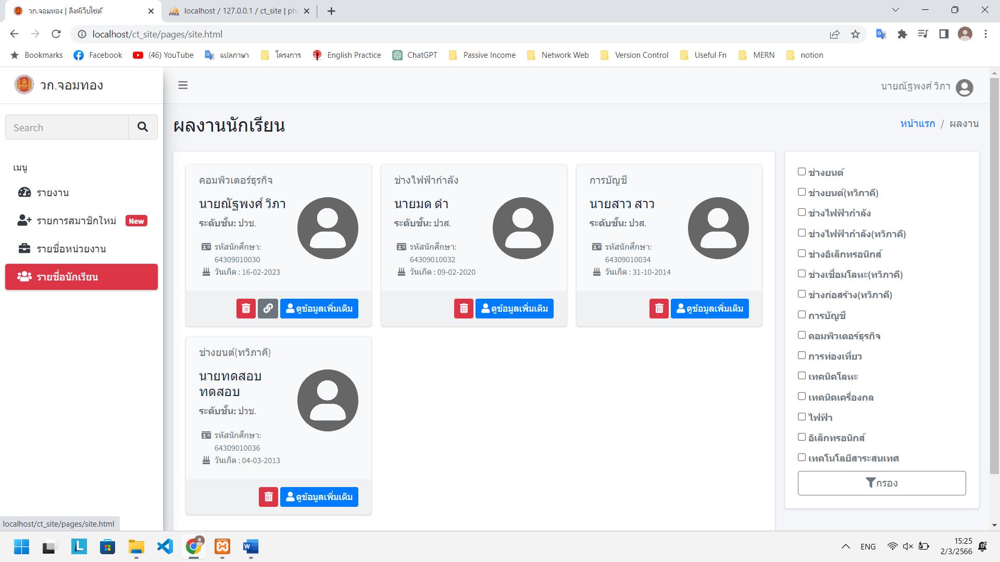 วก.จอมทอง | ลิงค์เว็บไซต์
localhost / 127.0.0.1 / ct_site | ph
localhost/ct_site/pages/site.html
Bookmarks
Facebook
(46) YouTube
แปลภาษา
โครงการ
English Practice
ChatGPT
Passive Income
Network Web
Version Control
Useful Fn
MERN
notion
วก.จอมทอง
นายณัฐพงศ์ วิภา
Search
ผลงานนักเรียน
หน้าแรก / ผลงาน
เมนู
รายงาน
รายการสมาชิกใหม่ New
รายชื่อหน่วยงาน
รายชื่อนักเรียน
คอมพิวเตอร์ธุรกิจ
นายณัฐพงศ์ วิภา
ระดับชั้น: ปวช.
รหัสนักศึกษา:
64309010030
วันเกิด : 16-02-2023
ดูข้อมูลเพิ่มเติม
ช่างไฟฟ้ากำลัง
นายมด ดำ
ระดับชั้น: ปวส.
รหัสนักศึกษา:
64309010032
วันเกิด : 09-02-2020
ดูข้อมูลเพิ่มเติม
การบัญชี
นายสาว สาว
ระดับชั้น: ปวส.
รหัสนักศึกษา:
64309010034
วันเกิด : 31-10-2014
ดูข้อมูลเพิ่มเติม
ช่างยนต์(ทวิภาคี)
นายทดสอบ
ทดสอบ
ระดับชั้น: ปวช.
รหัสนักศึกษา:
64309010036
วันเกิด : 04-03-2013
ดูข้อมูลเพิ่มเติม
ช่างยนต์
ช่างยนต์(ทวิภาคี)
ช่างไฟฟ้ากำลัง
ช่างไฟฟ้ากำลัง(ทวิภาคี)
ช่างอิเล็กทรอนิกส์
ช่างเชื่อมโลหะ(ทวิภาคี)
ช่างก่อสร้าง(ทวิภาคี)
การบัญชี
คอมพิวเตอร์ธุรกิจ
การท่องเที่ยว
เทคนิคโลหะ
เทคนิคเครื่องกล
ไฟฟ้า
อิเล็กทรอนิกส์
เทคโนโลยีสาระสนเทศ
กรอง
localhost/ct_site/pages/site.html
ENG
15:25
2/3/2566